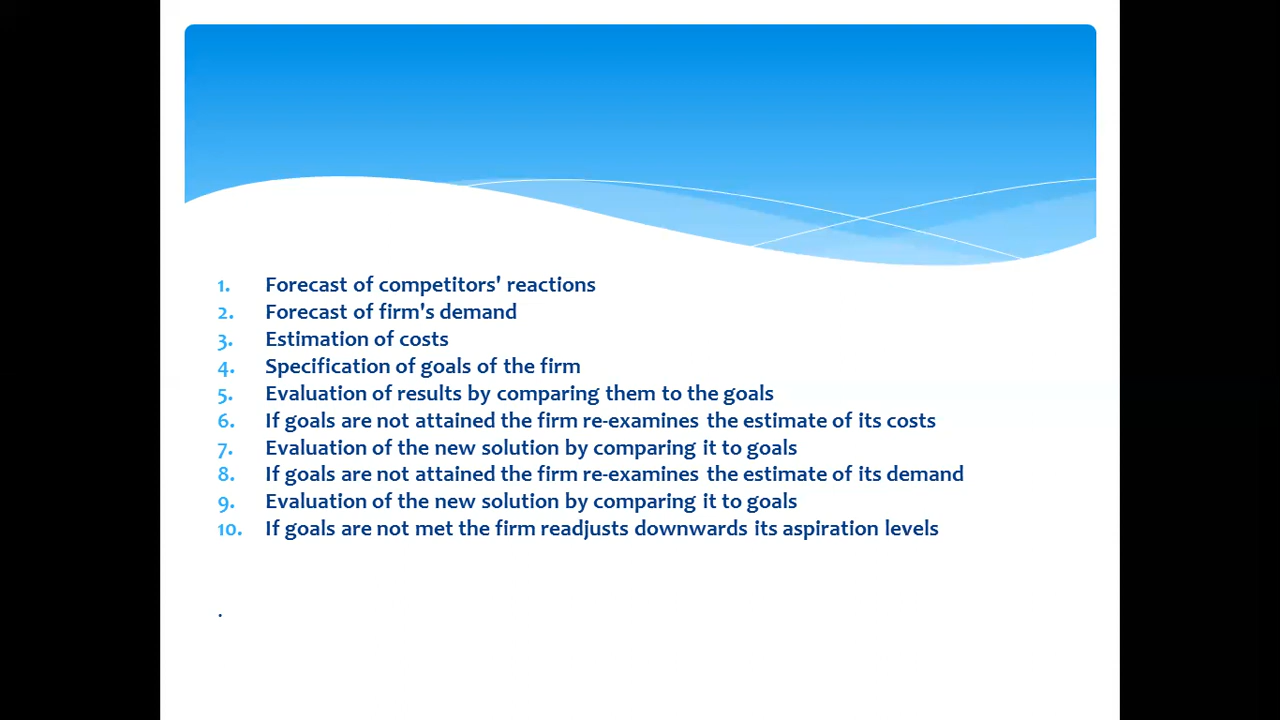 1. Forecast of competitors' reactions
2. Forecast of firm's demand
3. Estimation of costs
4. Specification of goals of the firm
5. Evaluation of results by comparing them to the goals
6. If goals are not attained the firm re-examines the estimate of its costs
7. Evaluation of the new solution by comparing it to goals
8. If goals are not attained the firm re-examines the estimate of its demand
9. Evaluation of the new solution by comparing it to goals
10. If goals are not met the firm readjusts downwards its aspiration levels
.